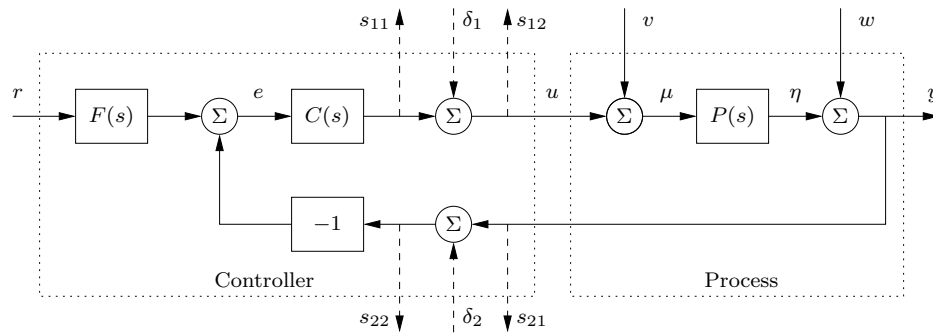 s₁₁ δ₁ s₁₂ v w
r F(s) Σ e C(s) Σ u Σ μ P(s) η Σ y
−1 Σ
Controller Process
s₂₂ δ₂ s₂₁